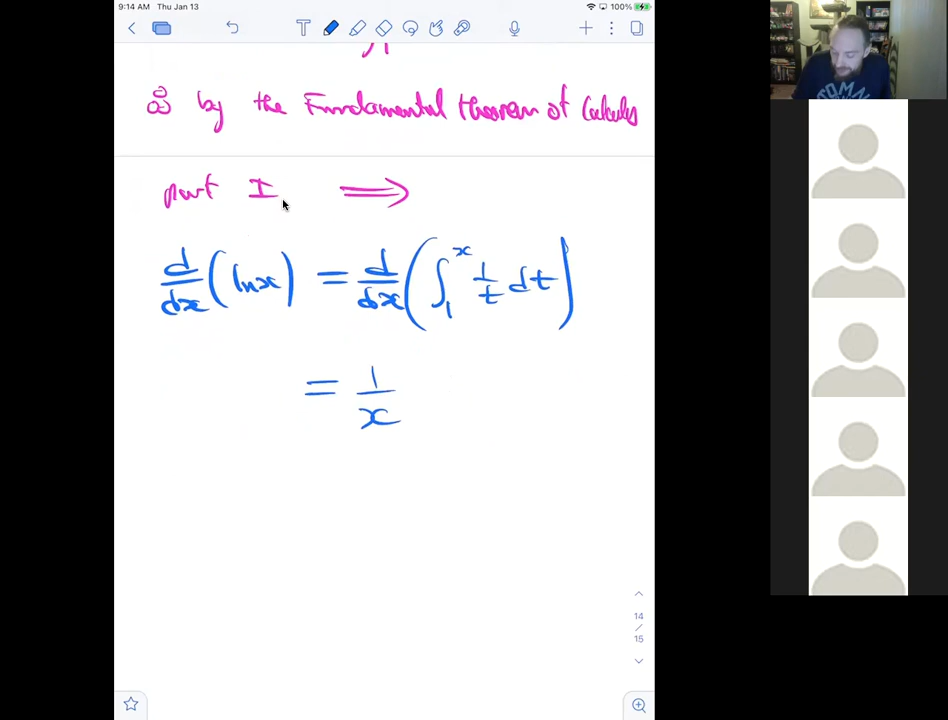 9:14 AM Thu Jan 13
100%
T
∞ by the Fundamental theorem of Calculus
part I ⟹
d/dx (ln x) = d/dx (∫₁ˣ 1/t dt)
= 1/x
14
/
15